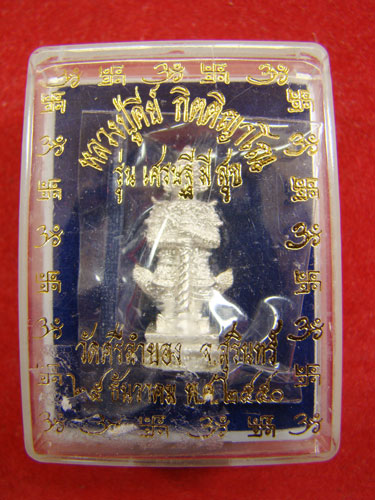 หลวงปู่คีย์ กิตติญาโณ
รุ่น เศรษฐี มี สุข
วัดศรีลำยอง จ.สุรินทร์
๒๕ ธันวาคม พ.ศ.๒๕๕๐